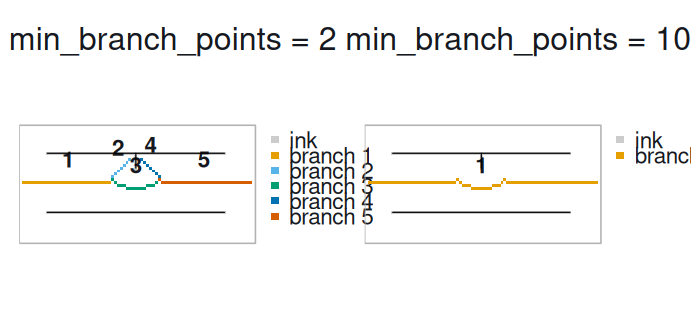 min_branch_points = 2 min_branch_points = 10
1
2
3
4
5
ink
branch 1
branch 2
branch 3
branch 4
branch 5
1
ink
branc